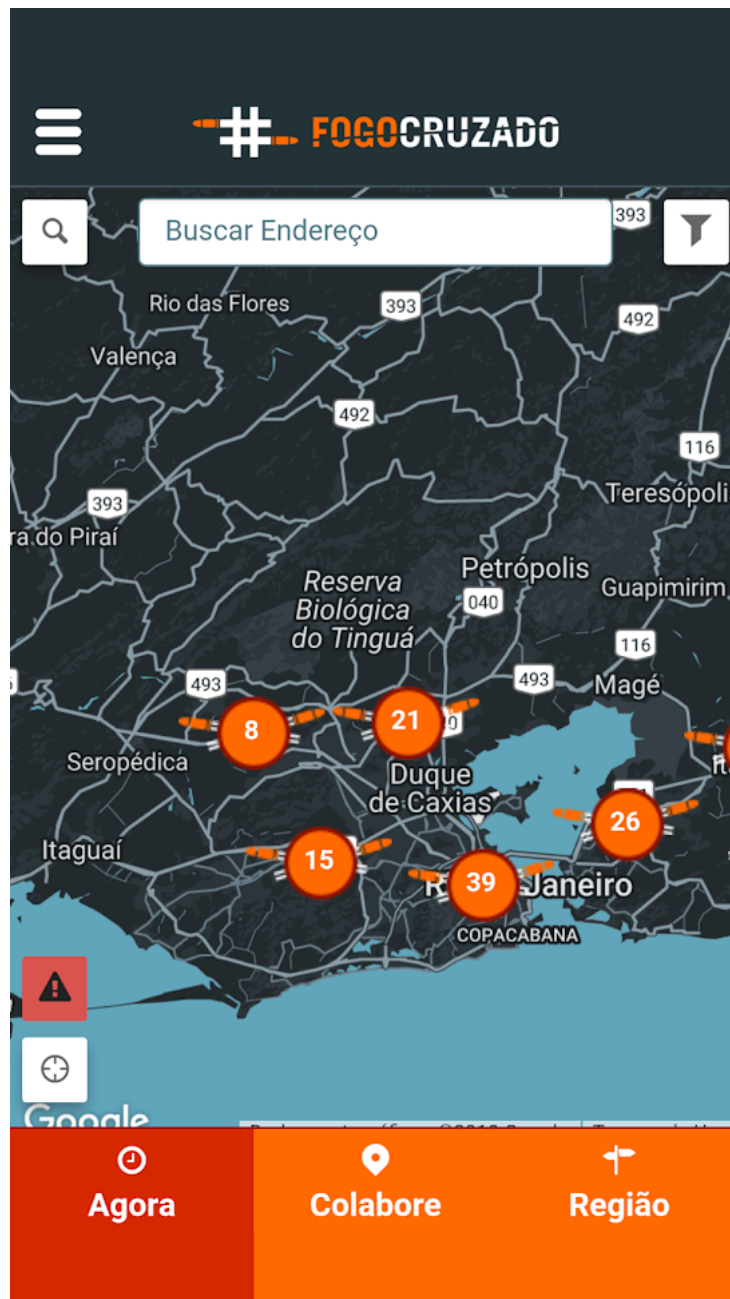 FOGOCRUZADO
Buscar Endereço
393
Rio das Flores
393
492
Valença
492
116
393
Teresópoli
ra do Piraí
Petrópolis
Reserva
Biológica
do Tinguá
Guapimirim
040
116
493
493
Magé
8
21
Seropédica
Duque
de Caxias
26
Itaguaí
15
39
Janeiro
COPACABANA
Google
Agora
Colabore
Região